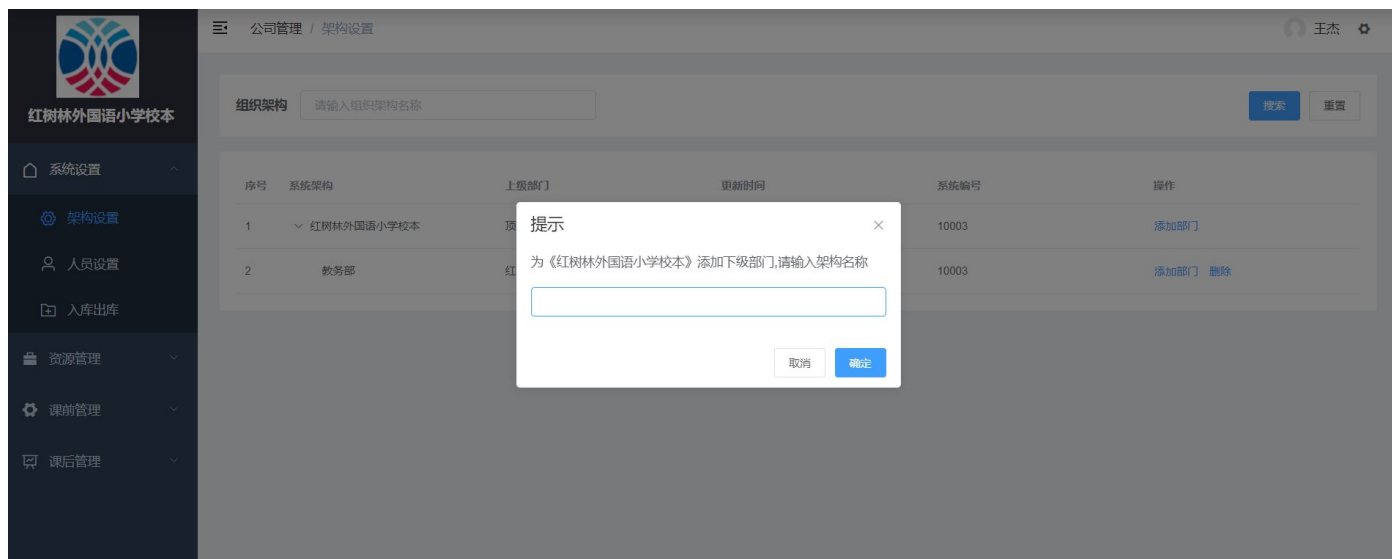 公司管理 / 架构设置
王杰
红树林外国语小学校本
组织架构 请输入组织架构名称 搜索 重置
系统设置
架构设置
人员设置
入库出库
资源管理
课前管理
课后管理
序号 系统架构 上级部门 更新时间 系统编号 操作
1 红树林外国语小学校本 顶 10003 添加部门
2 教务部 红 10003 添加部门 删除
提示
为《红树林外国语小学校本》添加下级部门,请输入架构名称
取消 确定